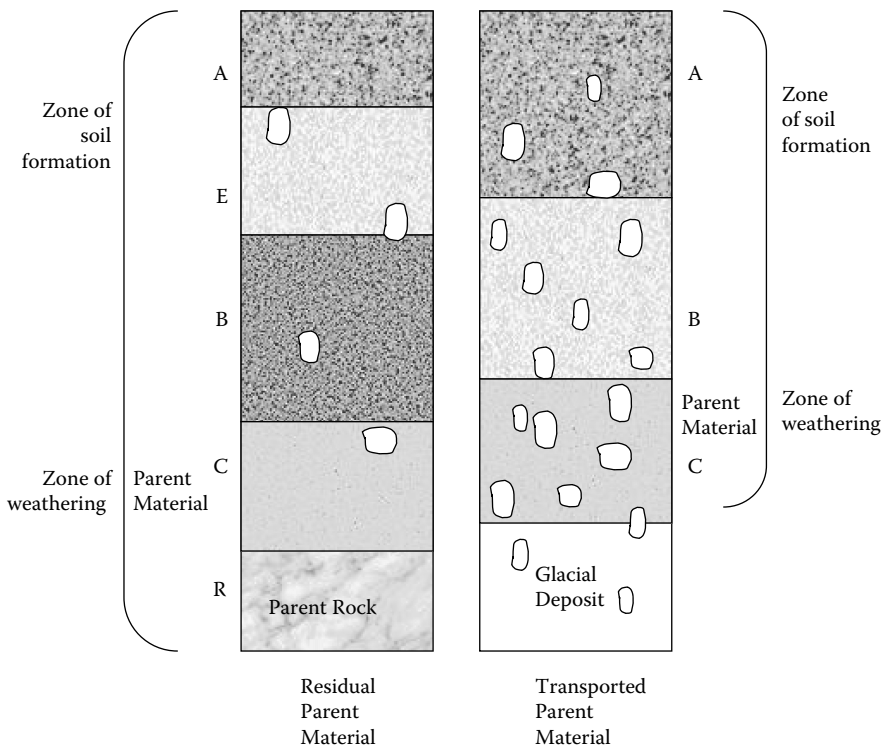 A
Zone of
soil
formation
E
B
Zone of
weathering
Parent
Material
C
R
Parent Rock
Residual
Parent
Material
A
Zone
of soil
formation
B
Parent
Material
Zone of
weathering
C
Glacial
Deposit
Transported
Parent
Material